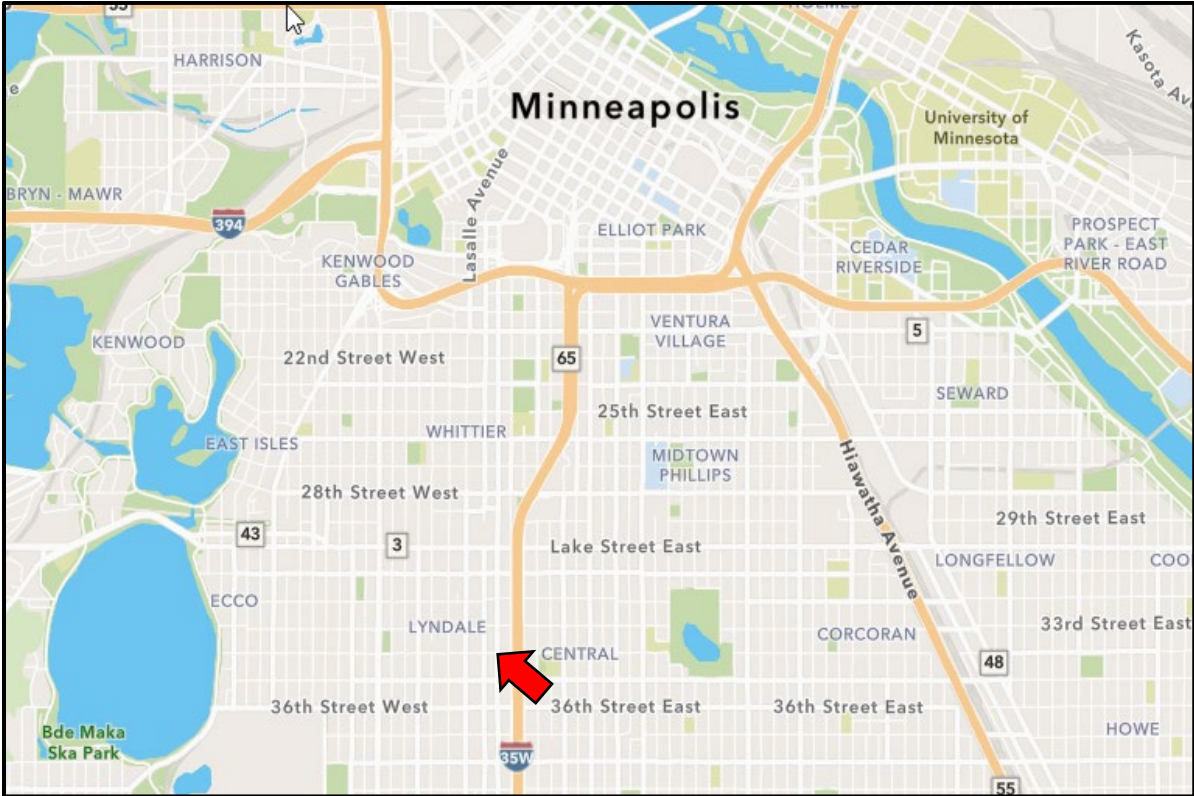 55
HARRISON
HOLMES
Kasota Av
Minneapolis
University of
Minnesota
BRYN - MAWR
394
Lasalle Avenue
ELLIOT PARK
KENWOOD
GABLES
CEDAR
RIVERSIDE
PROSPECT
PARK - EAST
RIVER ROAD
KENWOOD
22nd Street West
65
VENTURA
VILLAGE
5
25th Street East
SEWARD
EAST ISLES
WHITTIER
MIDTOWN
PHILLIPS
Hiawatha Avenue
28th Street West
29th Street East
43
3
Lake Street East
LONGFELLOW
COO
ECCO
LYNDALE
CENTRAL
CORCORAN
33rd Street East
48
36th Street West
36th Street East
36th Street East
Bde Maka
Ska Park
35W
HOWE
55